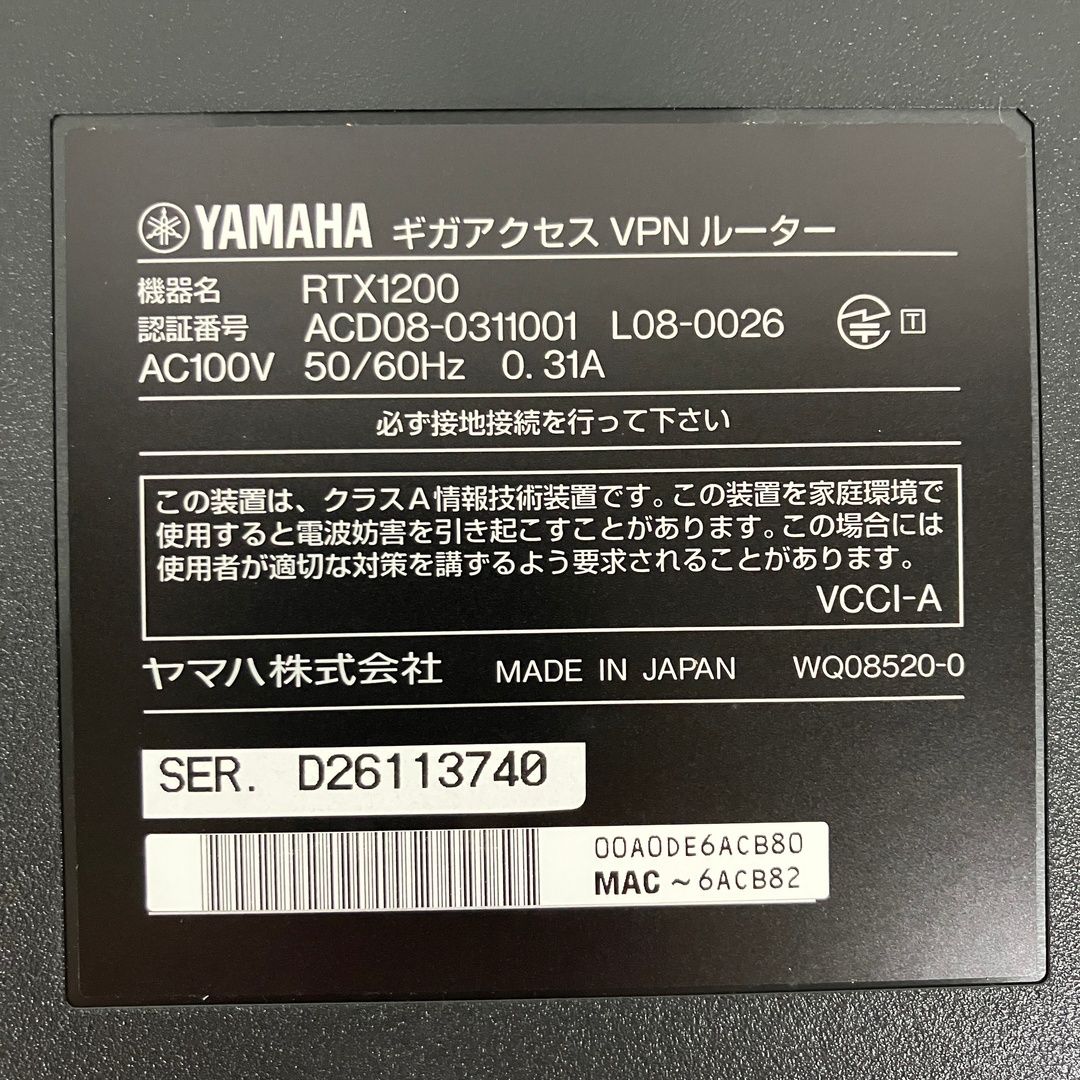 YAMAHA ギガアクセス VPN ルーター
機器名 RTX1200
認証番号 ACD08-0311001 L08-0026 T
AC100V 50/60Hz 0.31A
必ず接地接続を行って下さい
この装置は、クラスA情報技術装置です。この装置を家庭環境で
使用すると電波妨害を引き起こすことがあります。この場合には
使用者が適切な対策を講ずるよう要求されることがあります。
VCCI-A
ヤマハ株式会社 MADE IN JAPAN WQ08520-0
SER. D26113740
00A0DE6ACB80
MAC ~6ACB82